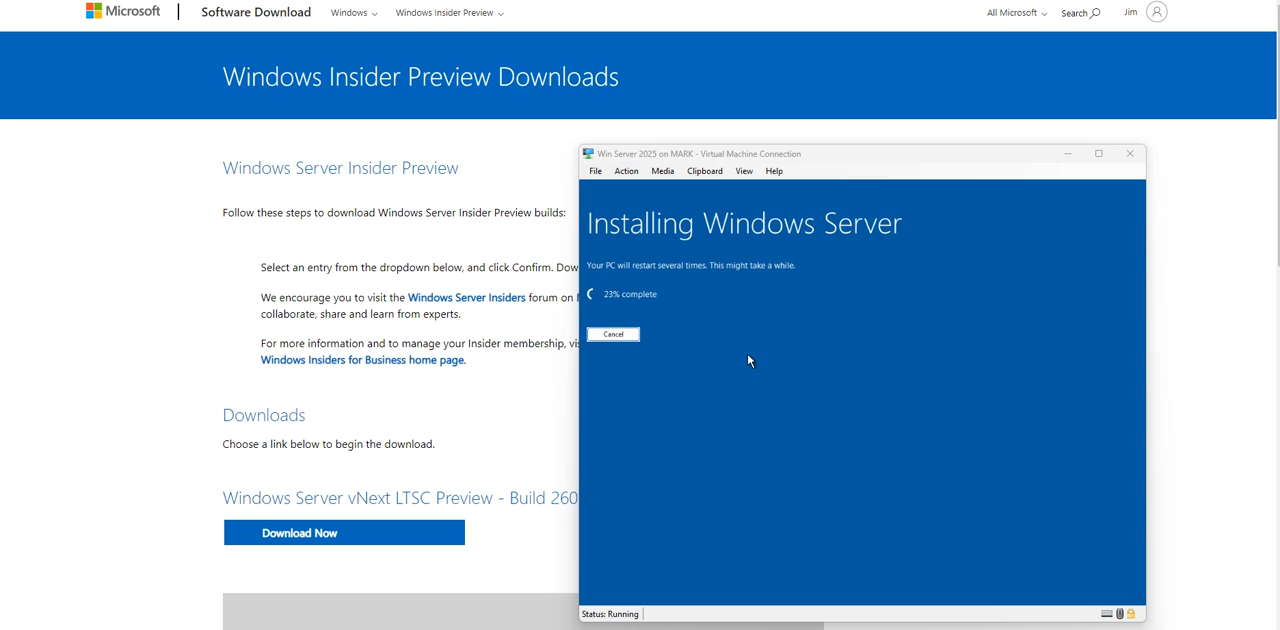 Microsoft Software Download Windows Windows Insider Preview All Microsoft Search Jim
Windows Insider Preview Downloads
Windows Server Insider Preview
Follow these steps to download Windows Server Insider Preview builds:
Select an entry from the dropdown below, and click Confirm.
We encourage you to visit the Windows Server Insiders forum on
collaborate, share and learn from experts.
For more information and to manage your Insider membership,
Windows Insiders for Business home page.
Downloads
Choose a link below to begin the download.
Windows Server vNext LTSC Preview - Build 260
Download Now
Win Server 2025 on MARK - Virtual Machine Connection
File Action Media Clipboard View Help
Installing Windows Server
Your PC will restart several times. This might take a while.
23% complete
Cancel
Status: Running